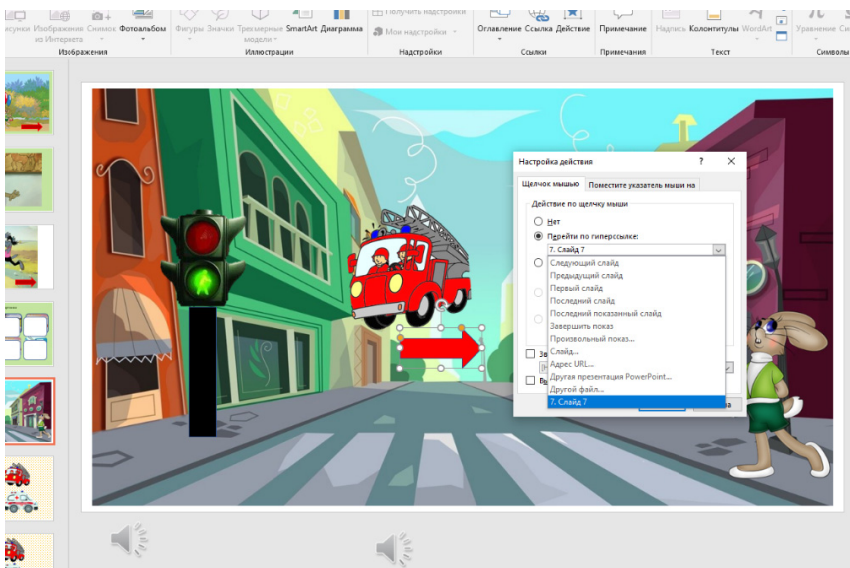 Получить надстройки
рисунки Изображения Снимок Фотоальбом Фигуры Значки Трехмерные SmartArt Диаграмма Мои надстройки Оглавление Ссылка Действие Примечание Надпись Колонтитулы WordArt Уравнение
из Интернета модели
Изображения Иллюстрации Надстройки Ссылки Примечания Текст Символы
Настройка действия ? ×
Щелчок мышью Поместите указатель мыши на
Действие по щелчку мыши
Нет
Перейти по гиперссылке:
7. Слайд 7
Следующий слайд
Предыдущий слайд
Первый слайд
Последний слайд
Последний показанный слайд
Завершить показ
Произвольный показ...
Слайд...
Адрес URL...
Другая презентация PowerPoint...
Другой файл...
7. Слайд 7